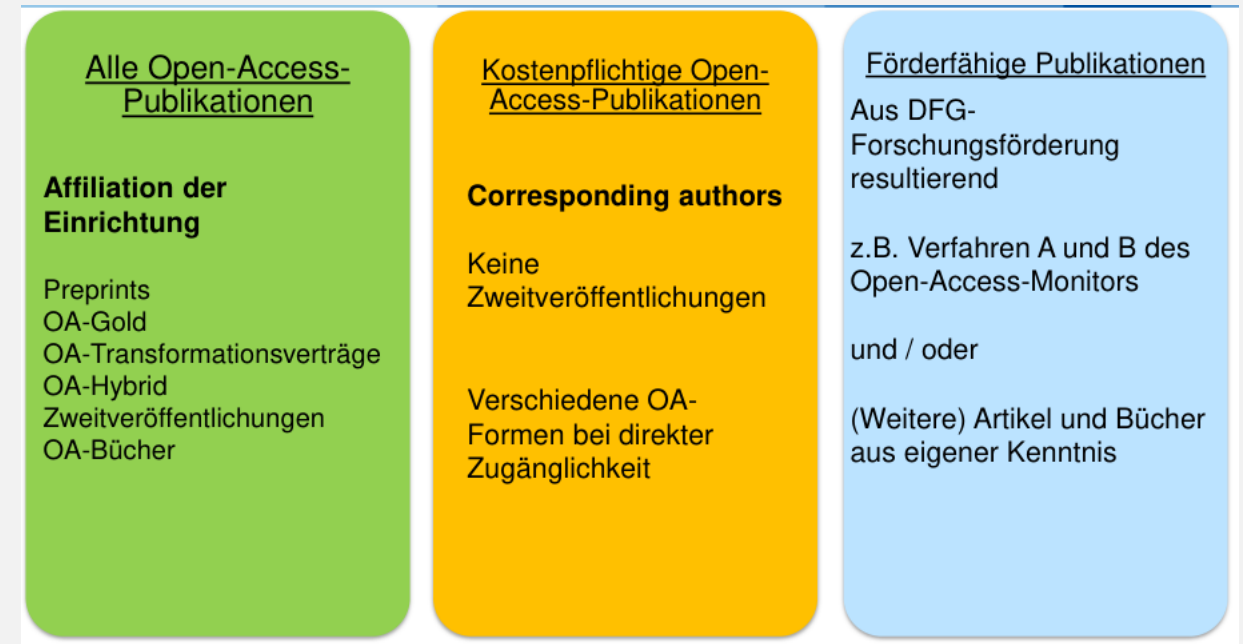 Alle Open-Access-
Publikationen
Affiliation der
Einrichtung
Preprints
OA-Gold
OA-Transformationsverträge
OA-Hybrid
Zweitveröffentlichungen
OA-Bücher
Kostenpflichtige Open-
Access-Publikationen
Corresponding authors
Keine
Zweitveröffentlichungen
Verschiedene OA-
Formen bei direkter
Zugänglichkeit
Förderfähige Publikationen
Aus DFG-
Forschungsförderung
resultierend
z.B. Verfahren A und B des
Open-Access-Monitors
und / oder
(Weitere) Artikel und Bücher
aus eigener Kenntnis